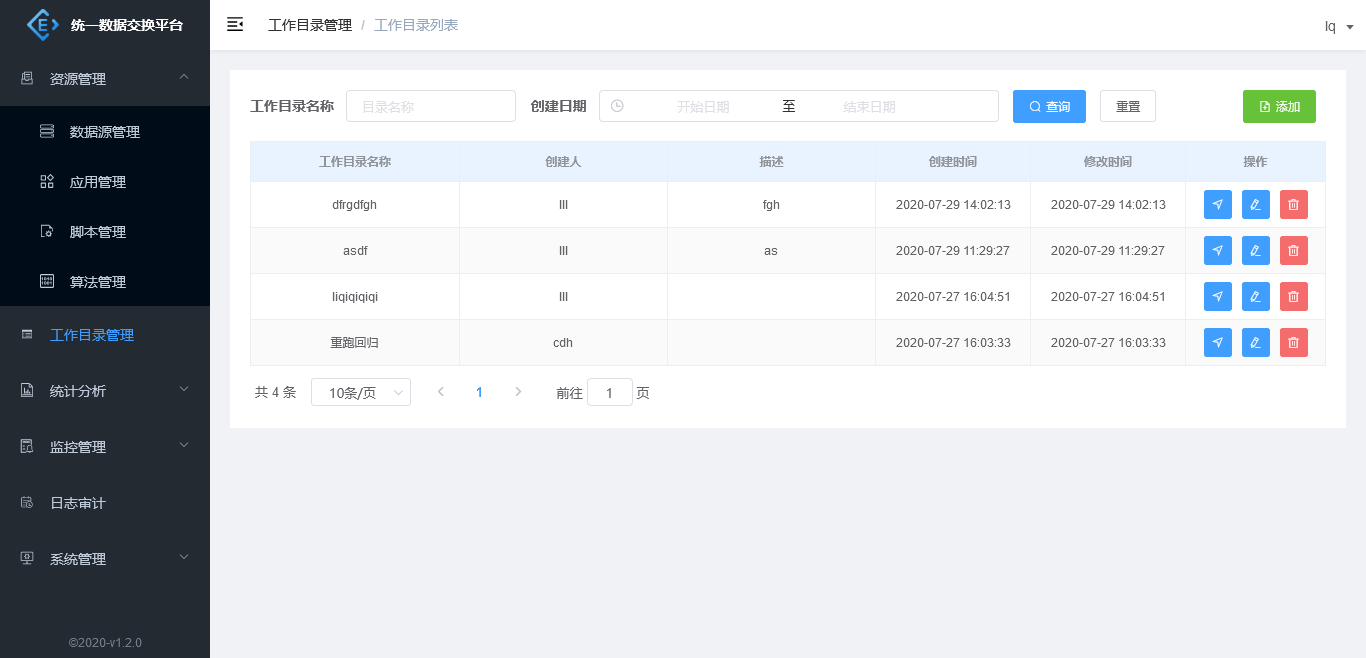 统一数据交换平台
资源管理
数据源管理
应用管理
脚本管理
算法管理
工作目录管理
统计分析
监控管理
日志审计
系统管理
©2020-v1.2.0
工作目录管理 / 工作目录列表
lq
工作目录名称 目录名称 创建日期 开始日期 至 结束日期 查询 重置 添加
工作目录名称 创建人 描述 创建时间 修改时间 操作
dfrgdfgh lll fgh 2020-07-29 14:02:13 2020-07-29 14:02:13
asdf lll as 2020-07-29 11:29:27 2020-07-29 11:29:27
liqiqiqiqi lll 2020-07-27 16:04:51 2020-07-27 16:04:51
重跑回归 cdh 2020-07-27 16:03:33 2020-07-27 16:03:33
共 4 条 10条/页 1 前往 1 页